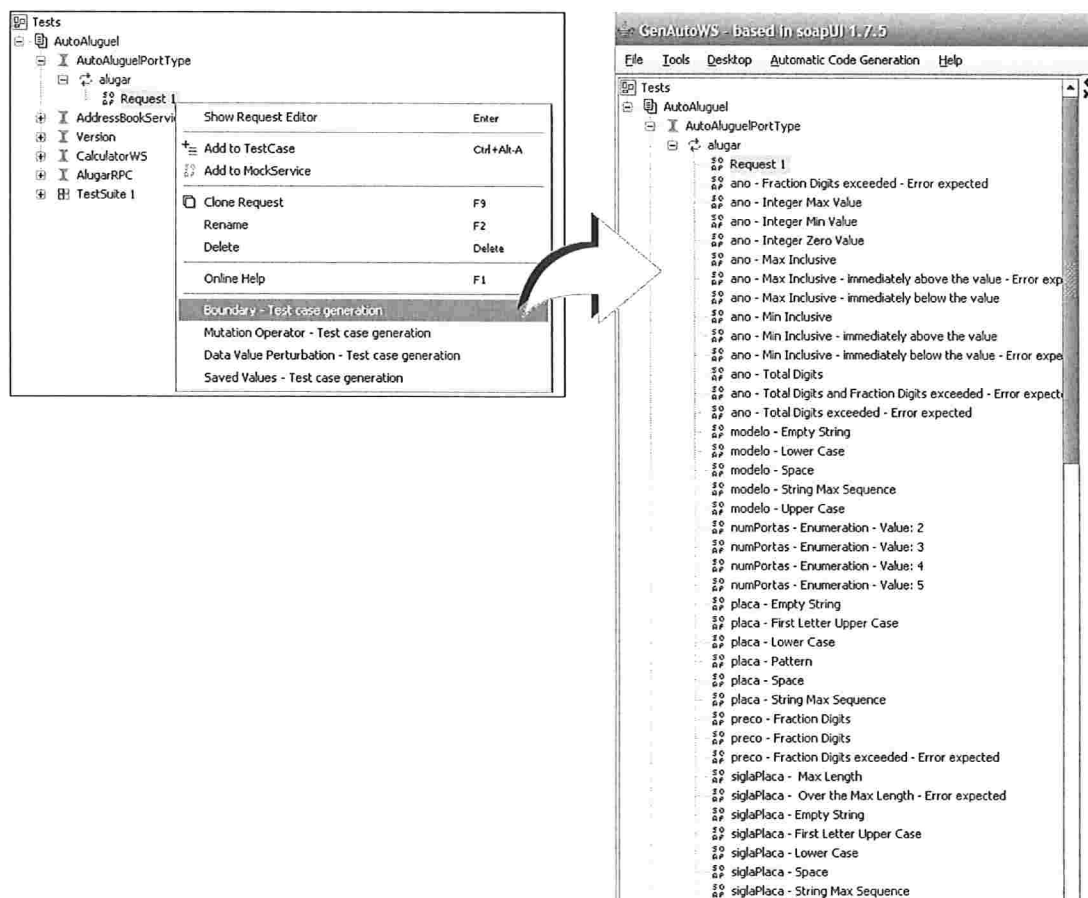 Tests
AutoAluguel
AutoAluguelPortType
alugar
Request 1
AddressBookServi
Version
CalculatorWS
AlugarRPC
TestSuite 1
Show Request Editor Enter
Add to TestCase Ctrl+Alt-A
Add to MockService
Clone Request F9
Rename F2
Delete Delete
Online Help F1
Boundary - Test case generation
Mutation Operator - Test case generation
Data Value Perturbation - Test case generation
Saved Values - Test case generation
GenAutoWS - based in soapUI 1.7.5
File Tools Desktop Automatic Code Generation Help
Tests
AutoAluguel
AutoAluguelPortType
alugar
Request 1
ano - Fraction Digits exceeded - Error expected
ano - Integer Max Value
ano - Integer Min Value
ano - Integer Zero Value
ano - Max Inclusive
ano - Max Inclusive - immediately above the value - Error exp
ano - Max Inclusive - immediately below the value
ano - Min Inclusive
ano - Min Inclusive - immediately above the value
ano - Min Inclusive - immediately below the value - Error expe
ano - Total Digits
ano - Total Digits and Fraction Digits exceeded - Error expect
ano - Total Digits exceeded - Error expected
modelo - Empty String
modelo - Lower Case
modelo - Space
modelo - String Max Sequence
modelo - Upper Case
numPortas - Enumeration - Value: 2
numPortas - Enumeration - Value: 3
numPortas - Enumeration - Value: 4
numPortas - Enumeration - Value: 5
placa - Empty String
placa - First Letter Upper Case
placa - Lower Case
placa - Pattern
placa - Space
placa - String Max Sequence
preco - Fraction Digits
preco - Fraction Digits
preco - Fraction Digits exceeded - Error expected
siglaPlaca - Max Length
siglaPlaca - Over the Max Length - Error expected
siglaPlaca - Empty String
siglaPlaca - First Letter Upper Case
siglaPlaca - Lower Case
siglaPlaca - Space
siglaPlaca - String Max Sequence